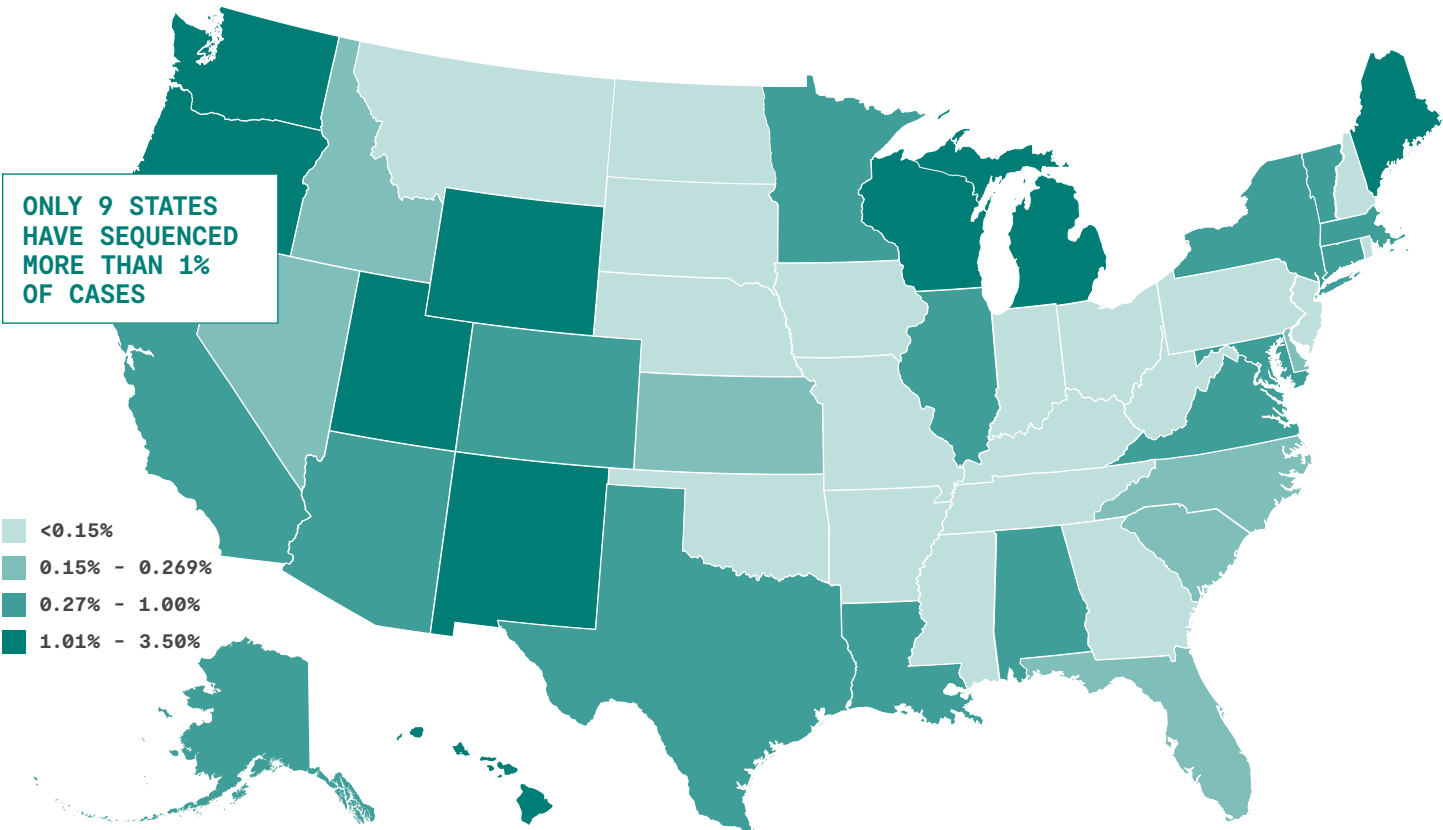 ONLY 9 STATES
HAVE SEQUENCED
MORE THAN 1%
OF CASES
<0.15%
0.15% - 0.269%
0.27% - 1.00%
1.01% - 3.50%